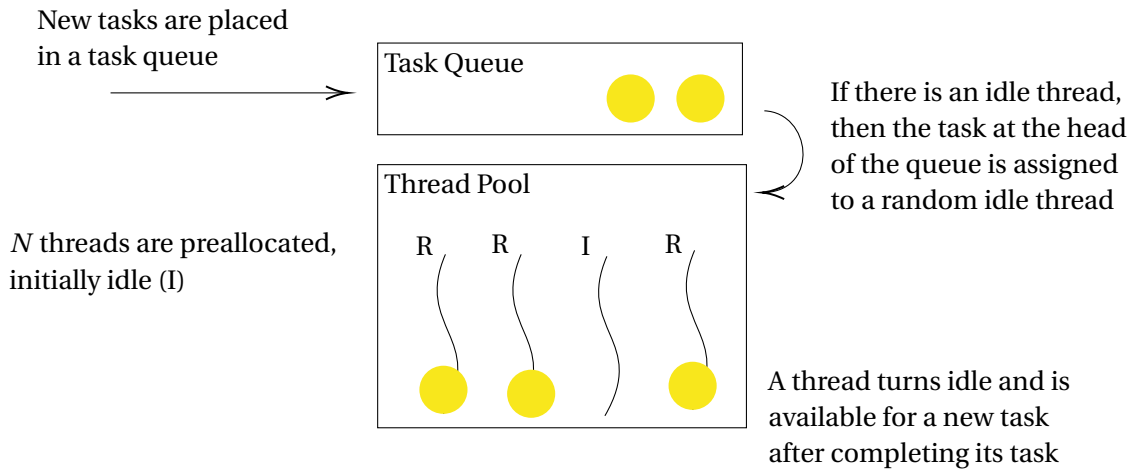 New tasks are placed
in a task queue
Task Queue
If there is an idle thread,
then the task at the head
of the queue is assigned
to a random idle thread
Thread Pool
N threads are preallocated,
initially idle (I)
R R I R
A thread turns idle and is
available for a new task
after completing its task